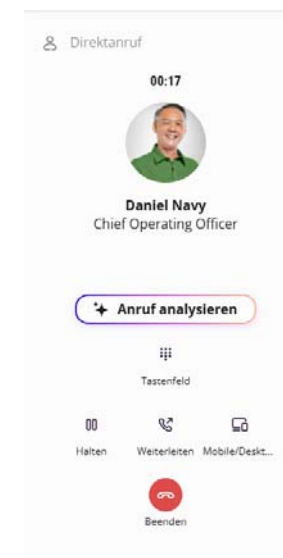 Direktanruf
00:17
Daniel Navy
Chief Operating Officer
Anruf analysieren
Tastenfeld
Halten Weiterleiten Mobile/Deskt...
Beenden